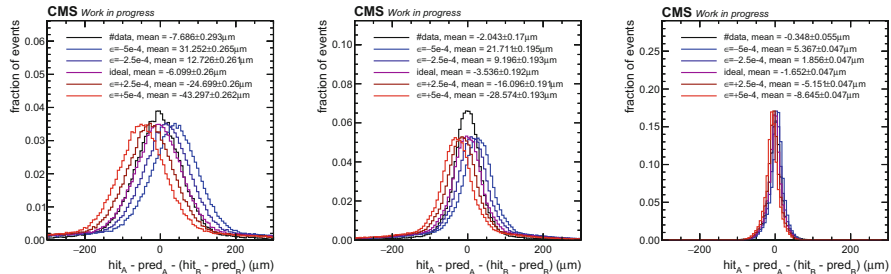 CMS Work in progress
#data, mean = -7.686±0.293μm
ε=-5e-4, mean = 31.252±0.265μm
ε=-2.5e-4, mean = 12.726±0.261μm
ideal, mean = -6.099±0.26μm
ε=+2.5e-4, mean = -24.699±0.26μm
ε=+5e-4, mean = -43.297±0.262μm
fraction of events
0.06
0.05
0.04
0.03
0.02
0.01
0.00
-200 0 200
hit_A - pred_A - (hit_B - pred_B) (μm)
CMS Work in progress
#data, mean = -2.043±0.17μm
ε=-5e-4, mean = 21.711±0.195μm
ε=-2.5e-4, mean = 9.196±0.193μm
ideal, mean = -3.536±0.192μm
ε=+2.5e-4, mean = -16.096±0.191μm
ε=+5e-4, mean = -28.574±0.193μm
fraction of events
0.10
0.08
0.06
0.04
0.02
0.00
-200 0 200
hit_A - pred_A - (hit_B - pred_B) (μm)
CMS Work in progress
#data, mean = -0.348±0.055μm
ε=-5e-4, mean = 5.367±0.047μm
ε=-2.5e-4, mean = 1.856±0.047μm
ideal, mean = -1.652±0.047μm
ε=+2.5e-4, mean = -5.151±0.047μm
ε=+5e-4, mean = -8.645±0.047μm
fraction of events
0.25
0.20
0.15
0.10
0.05
0.00
-200 0 200
hit_A - pred_A - (hit_B - pred_B) (μm)